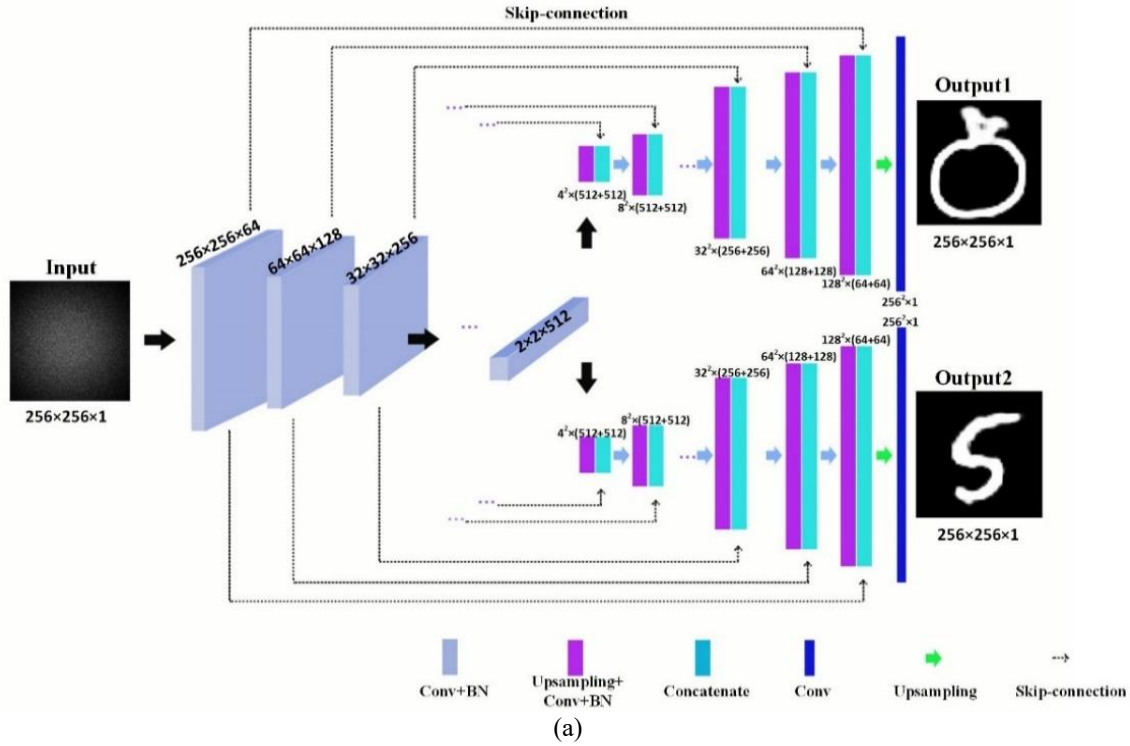 Skip-connection
Output1
256×256×1
Input
256×256×1
256×256×64
64×64×128
32×32×256
...
2×2×512
...
...
4²×(512+512)
8²×(512+512)
...
32²×(256+256)
64²×(128+128)
128²×(64+64)
256²×1
256²×1
4²×(512+512)
8²×(512+512)
...
32²×(256+256)
64²×(128+128)
128²×(64+64)
...
...
Output2
5
256×256×1
Conv+BN
Upsampling+
Conv+BN
Concatenate
Conv
Upsampling
Skip-connection
(a)